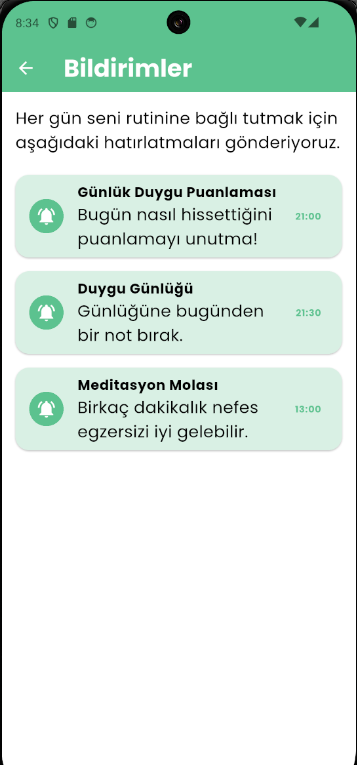 8:34
Bildirimler
Her gün seni rutinine bağlı tutmak için
aşağıdaki hatırlatmaları gönderiyoruz.
Günlük Duygu Puanlaması
Bugün nasıl hissettiğini
puanlamayı unutma!
21:00
Duygu Günlüğü
Günlüğüne bugünden
bir not bırak.
21:30
Meditasyon Molası
Birkaç dakikalık nefes
egzersizi iyi gelebilir.
13:00